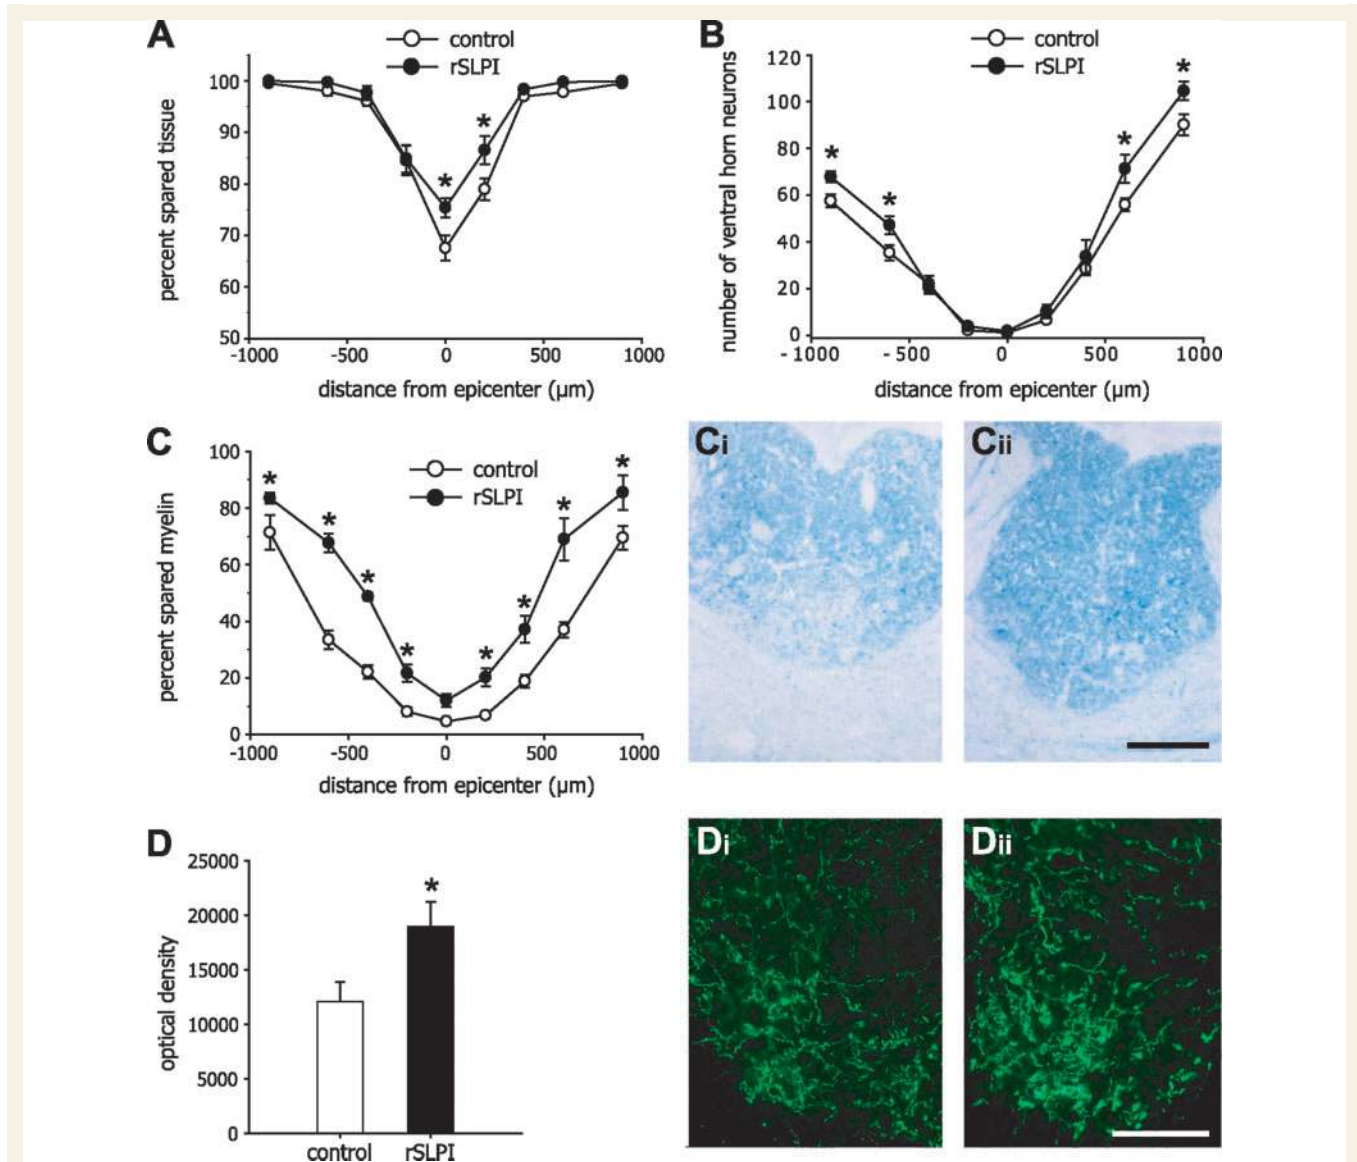 A
control
rSLPI
percent spared tissue
100
90
80
70
60
50
*
*
-1000 -500 0 500 1000
distance from epicenter (µm)
B
control
rSLPI
number of ventral horn neurons
120
100
80
60
40
20
0
*
*
*
*
- 1000 - 500 0 500 1000
distance from epicenter (µm)
C
control
rSLPI
percent spared myelin
100
80
60
40
20
0
*
*
*
*
*
*
*
*
-1000 -500 0 500 1000
distance from epicenter (µm)
Ci
Cii
D
optical density
25000
20000
15000
10000
5000
0
*
control rSLPI
Di
Dii